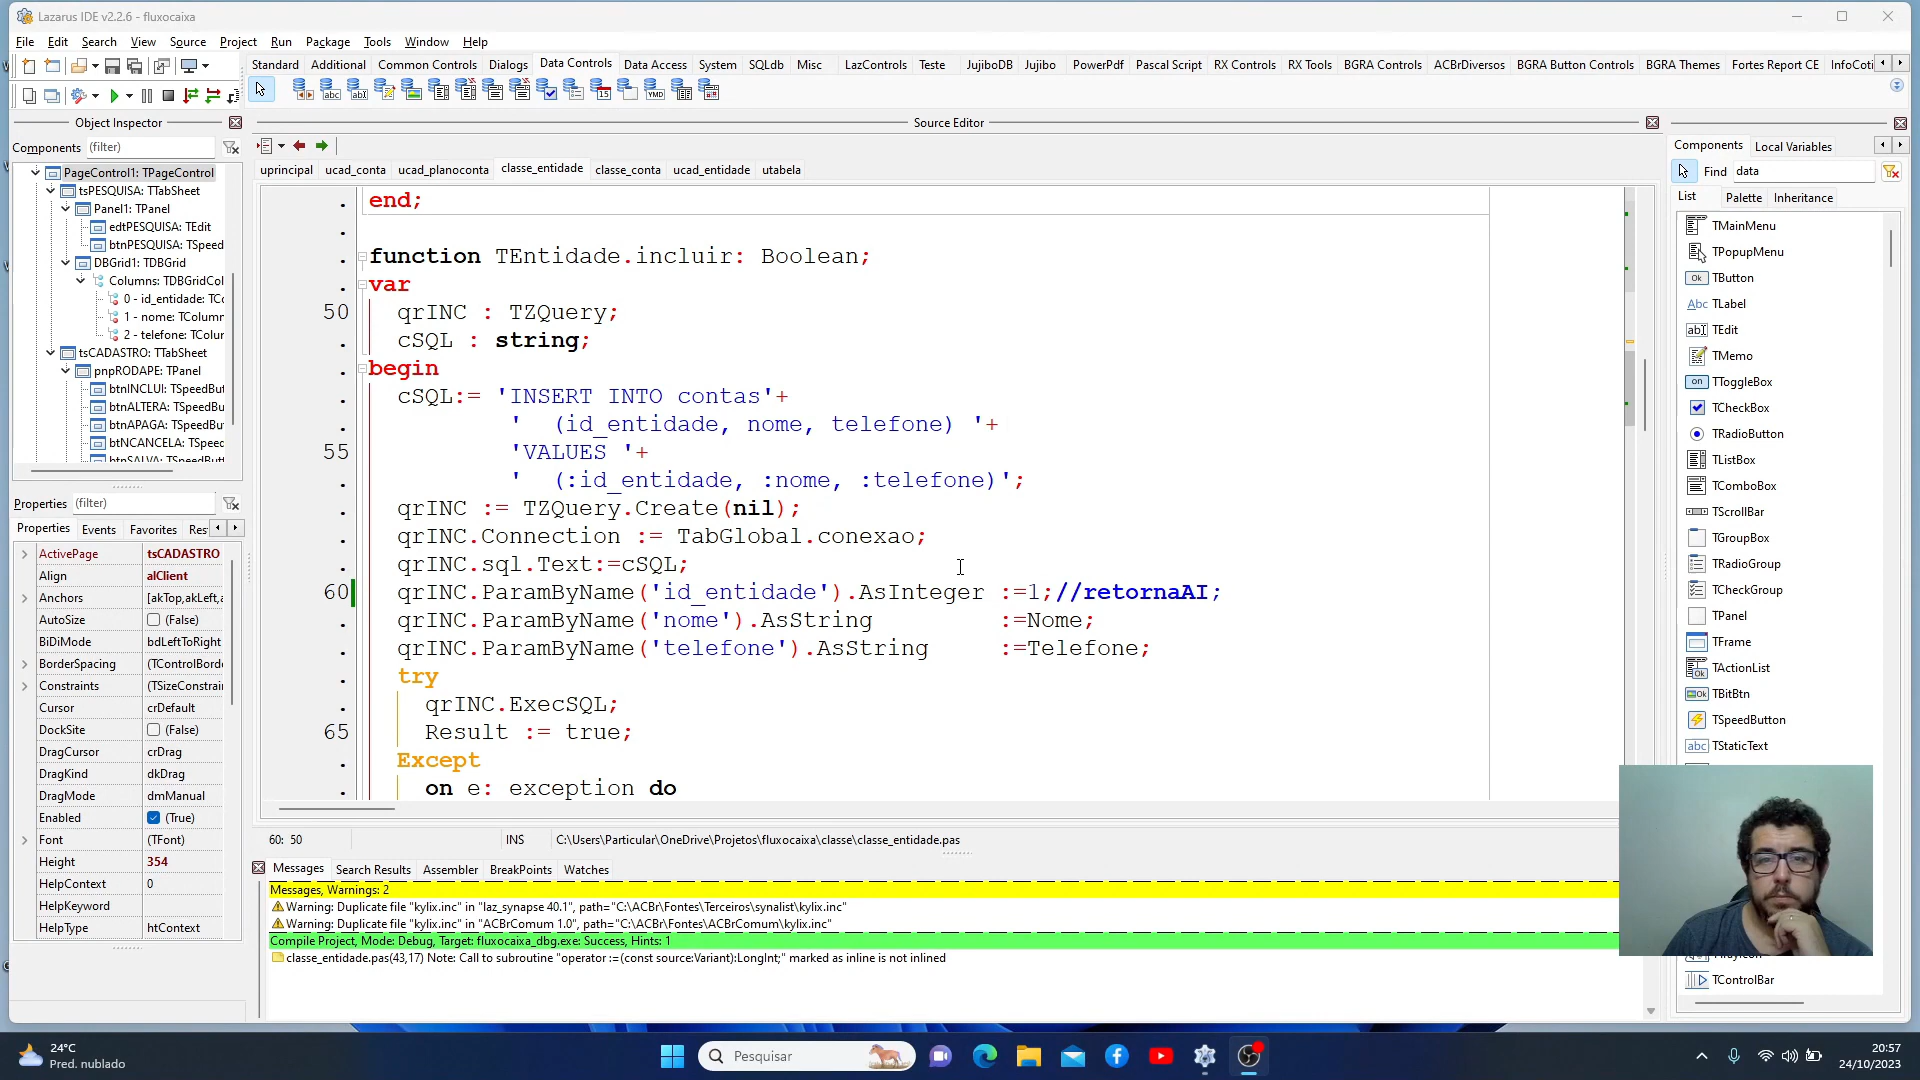 Lazarus IDE v2.2.6 - fluxocaixa
File Edit Search View Source Project Run Package Tools Window Help
Standard Additional Common Controls Dialogs Data Controls Data Access System SQLdb Misc LazControls Teste JujiboDB Jujibo PowerPdf Pascal Script RX Controls RX Tools BGRA Controls ACBrDiversos BGRA Button Controls BGRA Themes Fortes Report CE InfoCoti
Object Inspector
Source Editor
Components (filter)
PageControl1: TPageControl
tsPESQUISA: TTabSheet
Panel1: TPanel
edtPESQUISA: TEdit
btnPESQUISA: TSpeed
DBGrid1: TDBGrid
Columns: TDBGridCol
0 - id_entidade: TCo
1 - nome: TColumn
2 - telefone: TColur
tsCADASTRO: TTabSheet
pnpRODAPE: TPanel
btnINCLUI: TSpeedBut
btnALTERA: TSpeedBu
btnAPAGA: TSpeedBut
btnNCANCELA: TSpeed
btnSALVA: TSpeedButt
Properties (filter)
Properties Events Favorites Res
ActivePage tsCADASTRO
Align alClient
Anchors [akTop,akLeft,a
AutoSize (False)
BiDiMode bdLeftToRight
BorderSpacing (TControlBorde
Constraints (TSizeConstrain
Cursor crDefault
DockSite (False)
DragCursor crDrag
DragKind dkDrag
DragMode dmManual
Enabled (True)
Font (TFont)
Height 354
HelpContext 0
HelpKeyword
HelpType htContext
uprincipal ucad_conta ucad_planoconta classe_entidade classe_conta ucad_entidade utabela
end;
function TEntidade.incluir: Boolean;
var
50 qrINC : TZQuery;
cSQL : string;
begin
cSQL:= 'INSERT INTO contas'+
' (id_entidade, nome, telefone) '+
55 'VALUES '+
' (:id_entidade, :nome, :telefone)';
qrINC := TZQuery.Create(nil);
qrINC.Connection := TabGlobal.conexao;
qrINC.sql.Text:=cSQL;
60 qrINC.ParamByName('id_entidade').AsInteger :=1;//retornaAI;
qrINC.ParamByName('nome').AsString :=Nome;
qrINC.ParamByName('telefone').AsString :=Telefone;
try
qrINC.ExecSQL;
65 Result := true;
Except
on e: exception do
60: 50 INS C:\Users\Particular\OneDrive\Projetos\fluxocaixa\classe\classe_entidade.pas
Messages Search Results Assembler BreakPoints Watches
Messages, Warnings: 2
Warning: Duplicate file "kylix.inc" in "laz_synapse 40.1", path="C:\ACBr\Fontes\Terceiros\synalist\kylix.inc"
Warning: Duplicate file "kylix.inc" in "ACBrComum 1.0", path="C:\ACBr\Fontes\ACBrComum\kylix.inc"
Compile Project, Mode: Debug, Target: fluxocaixa_dbg.exe: Success, Hints: 1
classe_entidade.pas(43,17) Note: Call to subroutine "operator :=(const source:Variant):LongInt;" marked as inline is not inlined
Components Local Variables
Find data
List Palette Inheritance
TMainMenu
TPopupMenu
TButton
TLabel
TEdit
TMemo
TToggleBox
TCheckBox
TRadioButton
TListBox
TComboBox
TScrollBar
TGroupBox
TRadioGroup
TCheckGroup
TPanel
TFrame
TActionList
TBitBtn
TSpeedButton
TStaticText
TControlBar
24°C
Pred. nublado
Pesquisar
20:57
24/10/2023